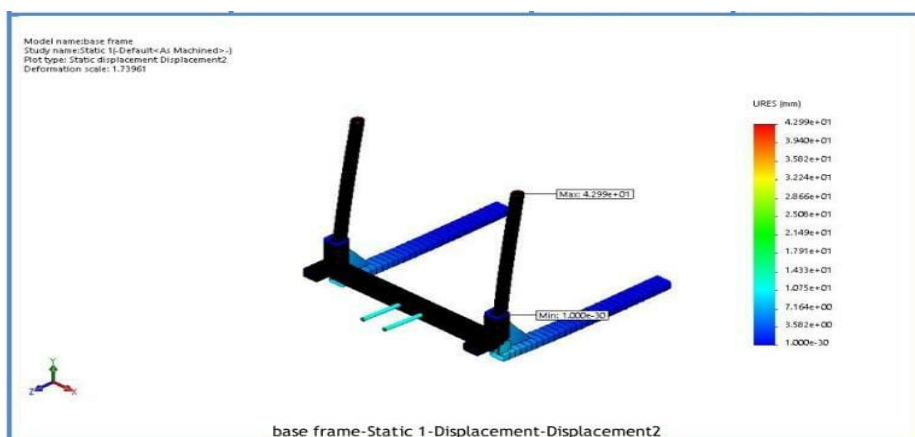 Model name:base frame
Study name:Static 1(-Default<As Machined>-)
Plot type: Static displacement Displacement2
Deformation scale: 1.73961
URES (mm)
4.299e+01
3.940e+01
3.582e+01
3.224e+01
2.866e+01
2.508e+01
2.149e+01
1.791e+01
1.433e+01
1.075e+01
7.164e+00
3.582e+00
1.000e-30
Max: 4.299e+01
Min: 1.000e-30
Y
Z
X
base frame-Static 1-Displacement-Displacement2